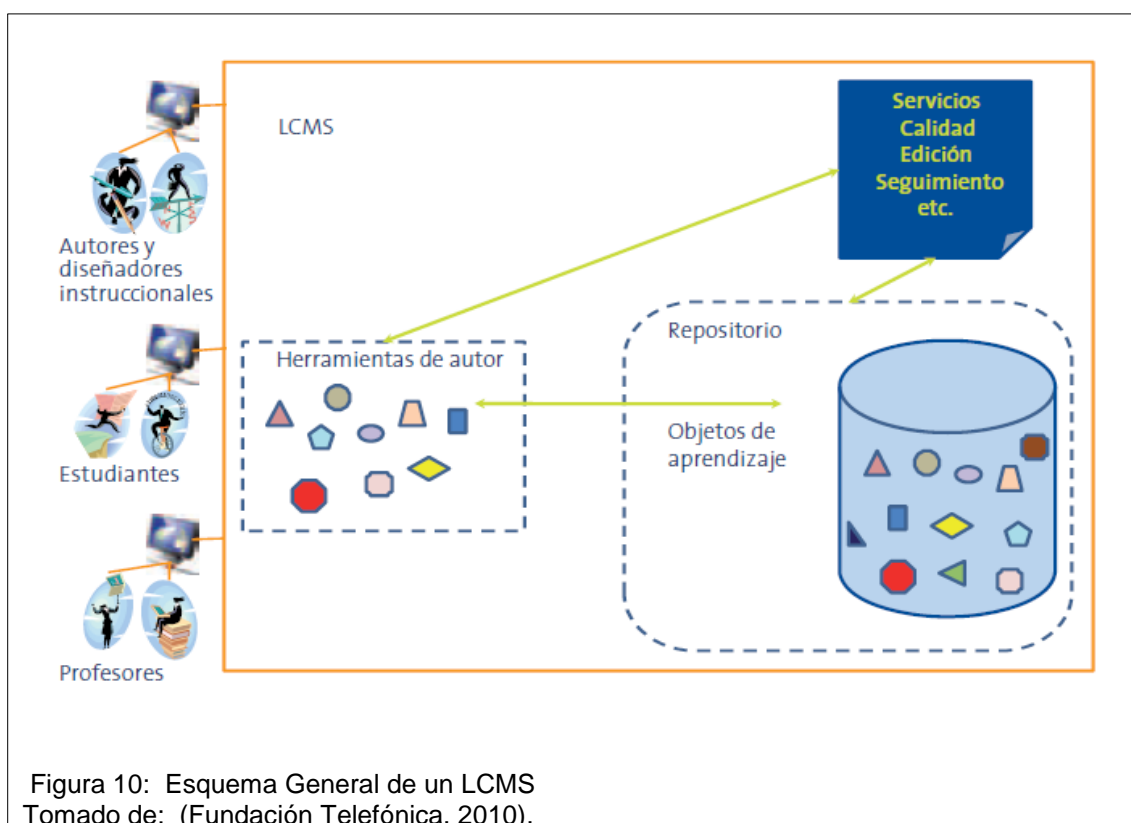 LCMS
Servicios
Calidad
Edición
Seguimiento
etc.
Autores y
diseñadores
instruccionales
Herramientas de autor
Repositorio
Objetos de
aprendizaje
Estudiantes
Profesores
Figura 10: Esquema General de un LCMS
Tomado de: (Fundación Telefónica, 2010).